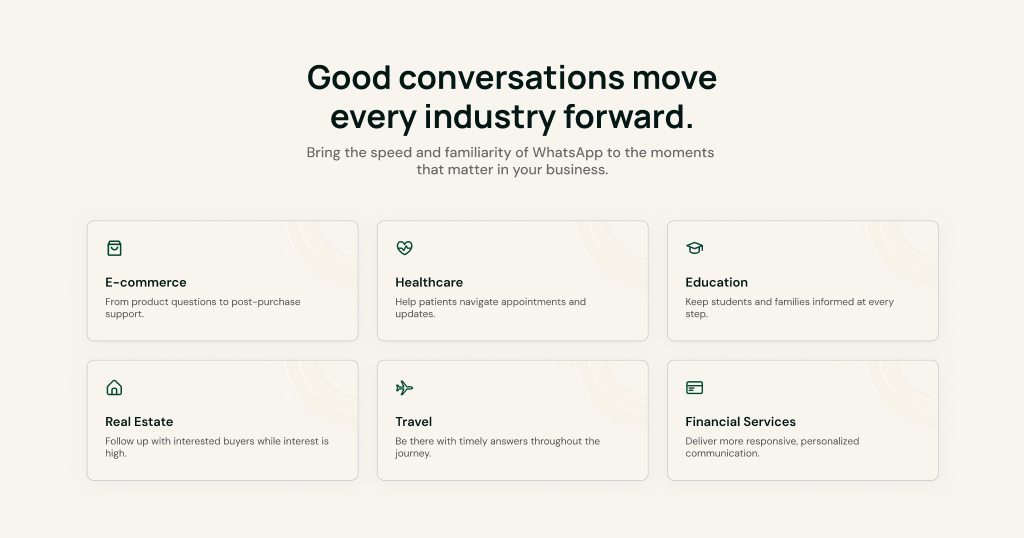 Good conversations move
every industry forward.
Bring the speed and familiarity of WhatsApp to the moments
that matter in your business.
E-commerce
From product questions to post-purchase
support.
Healthcare
Help patients navigate appointments and
updates.
Education
Keep students and families informed at every
step.
Real Estate
Follow up with interested buyers while interest is
high.
Travel
Be there with timely answers throughout the
journey.
Financial Services
Deliver more responsive, personalized
communication.